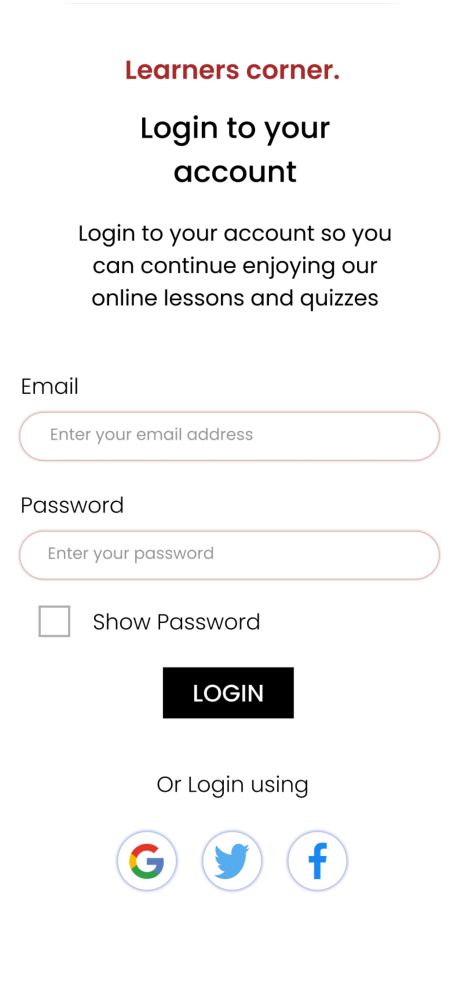 Learners corner.
Login to your
account
Login to your account so you
can continue enjoying our
online lessons and quizzes
Email
Enter your email address
Password
Enter your password
Show Password
LOGIN
Or Login using